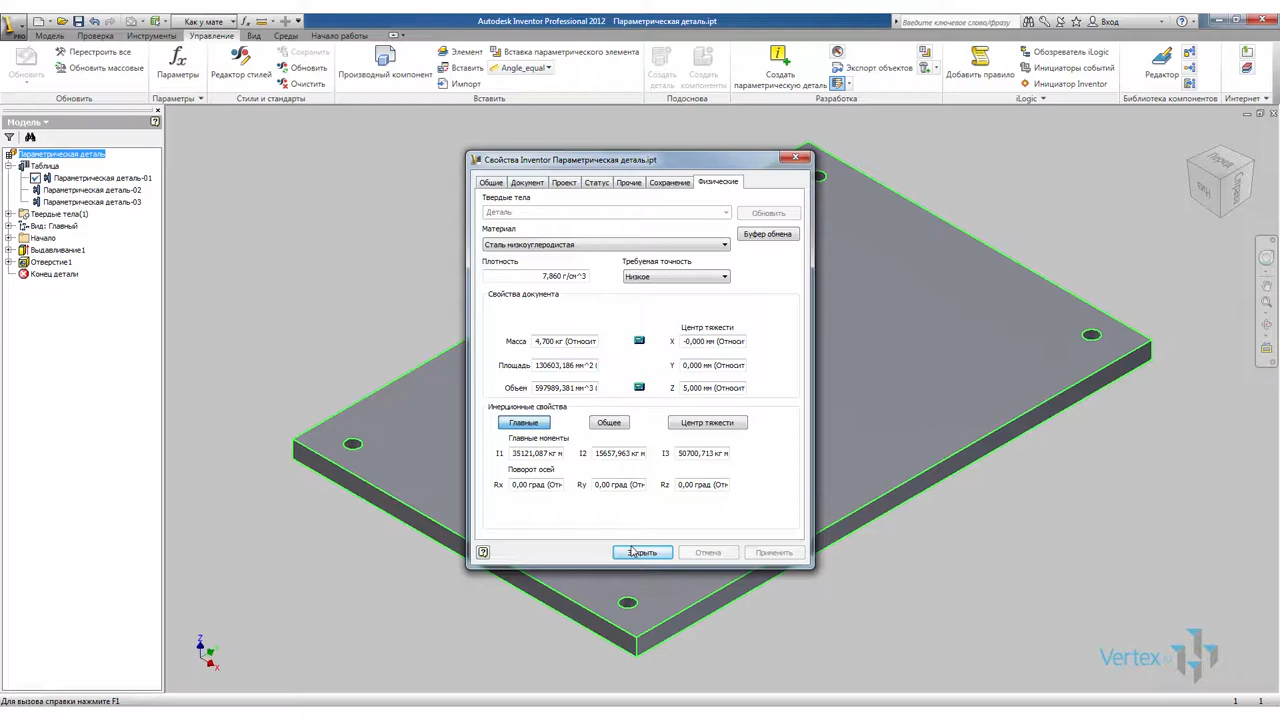 PRO
Как у мате
Autodesk Inventor Professional 2012 Параметрическая деталь.ipt
Введите ключевое слово/фразу
Вход
Модель Проверка Инструменты Управление Вид Среды Начало работы
Обновить
Перестроить все
Обновить массовые
Обновить
Параметры
Параметры
Редактор стилей
Сохранить
Обновить
Очистить
Стили и стандарты
Производный компонент
Элемент
Вставить
Импорт
Вставка параметрического элемента
Angle_equal
Вставить
Создать деталь
Создать компоненты
Подоснова
Создать параметрическую деталь
Экспорт объектов
Разработка
Добавить правило
Обозреватель iLogic
Инициаторы событий
Инициатор Inventor
iLogic
Редактор
Библиотека компонентов
Интернет
Модель
Параметрическая деталь
Таблица
Параметрическая деталь-01
Параметрическая деталь-02
Параметрическая деталь-03
Твердые тела(1)
Вид: Главный
Начало
Выдавливание1
Отверстие1
Конец детали
Свойства Inventor Параметрическая деталь.ipt
Общие Документ Проект Статус Прочие Сохранение Физические
Твердые тела
Деталь
Обновить
Материал
Буфер обмена
Сталь низкоуглеродистая
Плотность Требуемая точность
7,860 г/см^3 Низкое
Свойства документа
Центр тяжести
Масса 4,700 кг (Относит X -0,000 мм (Относи
Площадь 130603,186 мм^2 ( Y 0,000 мм (Относит
Объем 597989,381 мм^3 ( Z 5,000 мм (Относит
Инерционные свойства
Главные Общее Центр тяжести
Главные моменты
I1 35121,087 кг м I2 15657,963 кг м I3 50700,713 кг м
Поворот осей
Rx 0,00 град (Отн Ry 0,00 град (Отн Rz 0,00 град (Отн
Закрыть Отмена Применить
Z
X
Vertex
Для вызова справки нажмите F1
1 1